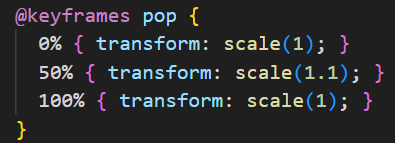 @keyframes pop {
  0% { transform: scale(1); }
  50% { transform: scale(1.1); }
  100% { transform: scale(1); }
}